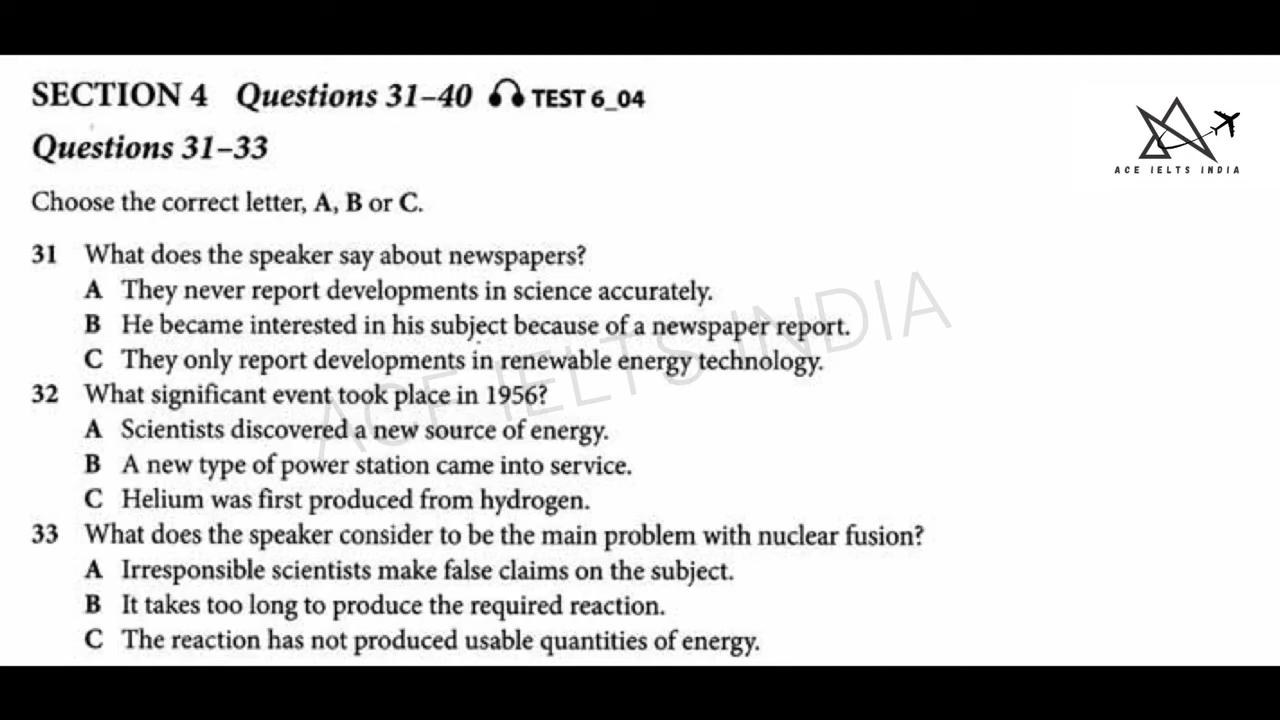 SECTION 4 Questions 31–40 TEST 6_04
ACE IELTS INDIA
Questions 31–33
Choose the correct letter, A, B or C.
31 What does the speaker say about newspapers?
A They never report developments in science accurately.
B He became interested in his subject because of a newspaper report.
C They only report developments in renewable energy technology.
32 What significant event took place in 1956?
A Scientists discovered a new source of energy.
B A new type of power station came into service.
C Helium was first produced from hydrogen.
33 What does the speaker consider to be the main problem with nuclear fusion?
A Irresponsible scientists make false claims on the subject.
B It takes too long to produce the required reaction.
C The reaction has not produced usable quantities of energy.
ACE IELTS INDIA